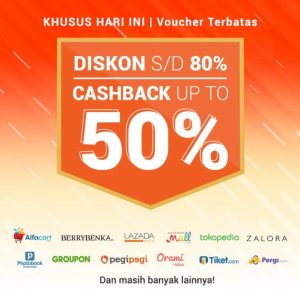 KHUSUS HARI INI | Voucher Terbatas
DISKON S/D 80%
CASHBACK UP TO
50%
Alfacart BERRYBENKA LAZADA MATAHARI Mall tokopedia ZALORA
Photobook GROUPON pegipegi Orami Tiket.com Pergi.com
Dan masih banyak lainnya!